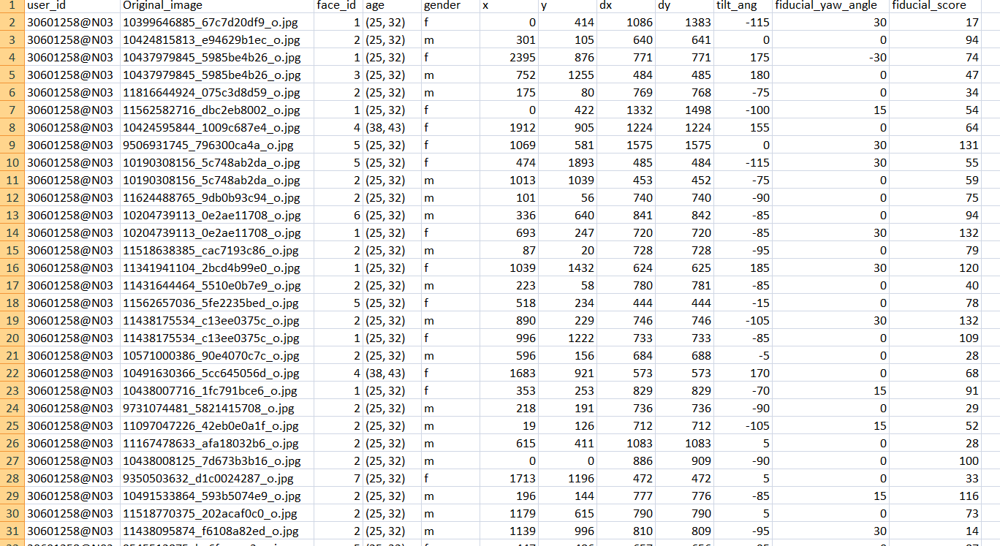 1 user_id Original_image face_id age gender x y dx dy tilt_ang fiducial_yaw_angle fiducial_score
2 30601258@N03 10399646885_67c7d20df9_o.jpg 1 (25, 32) f 0 414 1086 1383 -115 30 17
3 30601258@N03 10424815813_e94629b1ec_o.jpg 2 (25, 32) m 301 105 640 641 0 0 94
4 30601258@N03 10437979845_5985be4b26_o.jpg 1 (25, 32) f 2395 876 771 771 175 -30 74
5 30601258@N03 10437979845_5985be4b26_o.jpg 3 (25, 32) m 752 1255 484 485 180 0 47
6 30601258@N03 11816644924_075c3d8d59_o.jpg 2 (25, 32) m 175 80 769 768 -75 0 34
7 30601258@N03 11562582716_dbc2eb8002_o.jpg 1 (25, 32) f 0 422 1332 1498 -100 15 54
8 30601258@N03 10424595844_1009c687e4_o.jpg 4 (38, 43) f 1912 905 1224 1224 155 0 64
9 30601258@N03 9506931745_796300ca4a_o.jpg 5 (25, 32) f 1069 581 1575 1575 0 30 131
10 30601258@N03 10190308156_5c748ab2da_o.jpg 5 (25, 32) f 474 1893 485 484 -115 30 55
11 30601258@N03 10190308156_5c748ab2da_o.jpg 2 (25, 32) m 1013 1039 453 452 -75 0 59
12 30601258@N03 11624488765_9db0b93c94_o.jpg 2 (25, 32) m 101 56 740 740 -90 0 75
13 30601258@N03 10204739113_0e2ae11708_o.jpg 6 (25, 32) m 336 640 841 842 -85 0 94
14 30601258@N03 10204739113_0e2ae11708_o.jpg 1 (25, 32) f 693 247 720 720 -85 30 132
15 30601258@N03 11518638385_cac7193c86_o.jpg 2 (25, 32) m 87 20 728 728 -95 0 79
16 30601258@N03 11341941104_2bcd4b99e0_o.jpg 1 (25, 32) f 1039 1432 624 625 185 30 120
17 30601258@N03 11431644464_5510e0b7e9_o.jpg 2 (25, 32) m 223 58 780 781 -85 0 40
18 30601258@N03 11562657036_5fe2235bed_o.jpg 5 (25, 32) f 518 234 444 444 -15 0 78
19 30601258@N03 11438175534_c13ee0375c_o.jpg 2 (25, 32) m 890 229 746 746 -105 30 132
20 30601258@N03 11438175534_c13ee0375c_o.jpg 1 (25, 32) f 996 1222 733 733 -85 0 109
21 30601258@N03 10571000386_90e4070c7c_o.jpg 2 (25, 32) m 596 156 684 688 -5 0 28
22 30601258@N03 10491630366_5cc645056d_o.jpg 4 (38, 43) f 1683 921 573 573 170 0 68
23 30601258@N03 10438007716_1fc791bce6_o.jpg 1 (25, 32) f 353 253 829 829 -70 15 91
24 30601258@N03 9731074481_5821415708_o.jpg 2 (25, 32) m 218 191 736 736 -90 0 29
25 30601258@N03 11097047226_42eb0e0a1f_o.jpg 2 (25, 32) m 19 126 712 712 -105 15 52
26 30601258@N03 11167478633_afa18032b6_o.jpg 2 (25, 32) m 615 411 1083 1083 5 0 28
27 30601258@N03 10438008125_7d673b3b16_o.jpg 2 (25, 32) m 0 0 886 909 -90 0 100
28 30601258@N03 9350503632_d1c0024287_o.jpg 7 (25, 32) f 1713 1196 472 472 5 0 33
29 30601258@N03 10491533864_593b5074e9_o.jpg 2 (25, 32) m 196 144 777 776 -85 15 116
30 30601258@N03 11518770375_202acaf0c0_o.jpg 2 (25, 32) m 1179 615 790 790 5 0 73
31 30601258@N03 11438095874_f6108a82ed_o.jpg 2 (25, 32) m 1139 996 810 809 -95 30 14